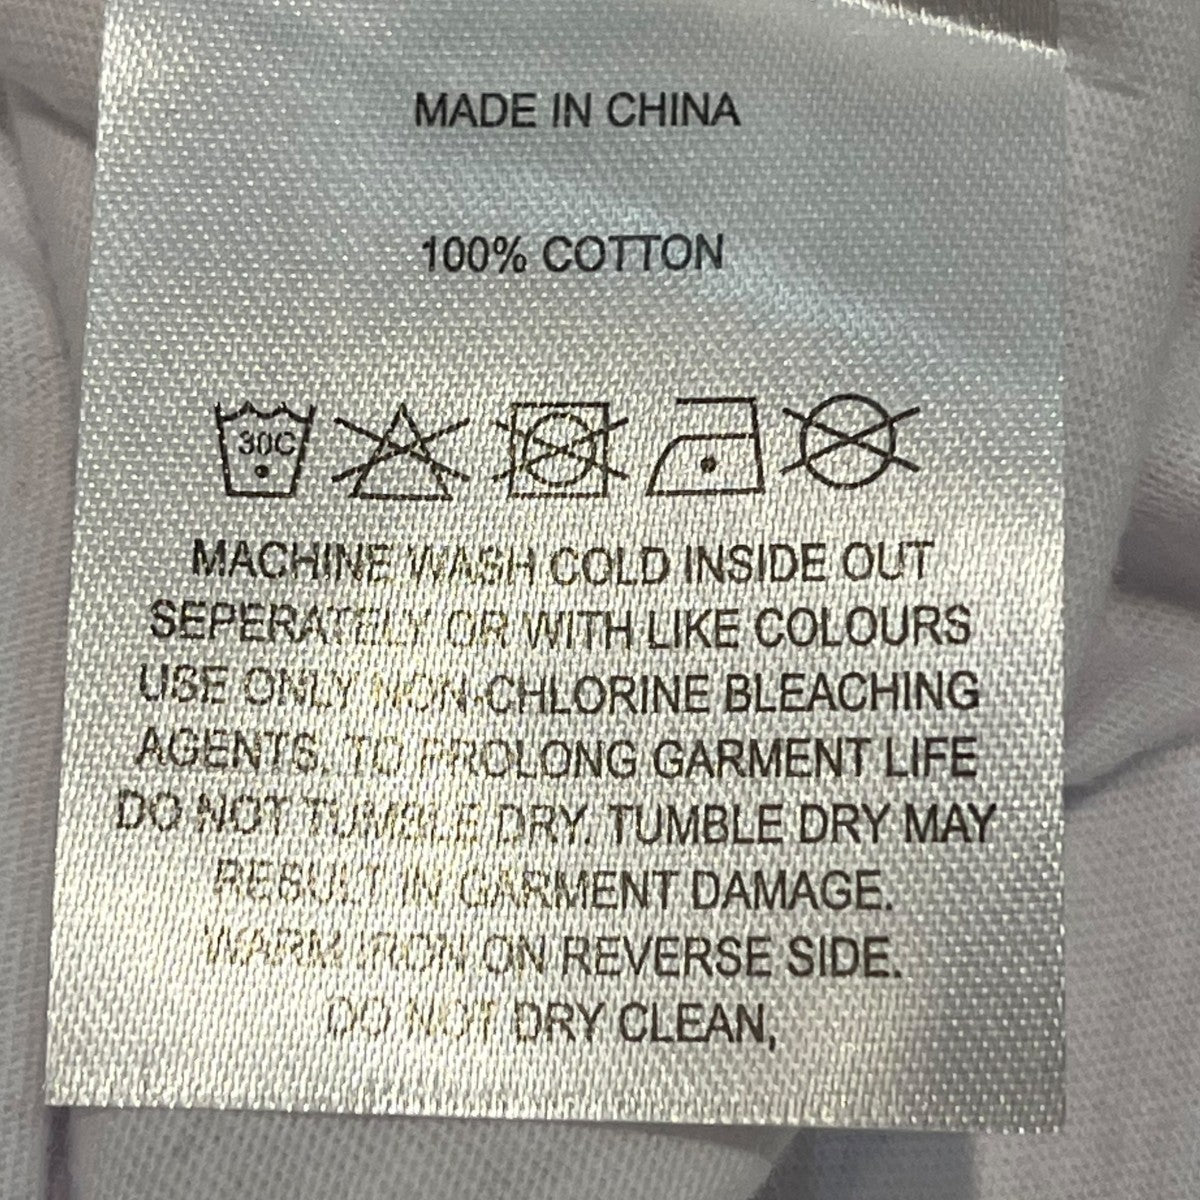 MADE IN CHINA
100% COTTON
30C
MACHINE WASH COLD INSIDE OUT
SEPERATELY OR WITH LIKE COLOURS
USE ONLY NON-CHLORINE BLEACHING
AGENTS. TO PROLONG GARMENT LIFE
DO NOT TUMBLE DRY. TUMBLE DRY MAY
RESULT IN GARMENT DAMAGE.
WARM IRON ON REVERSE SIDE.
DO NOT DRY CLEAN,